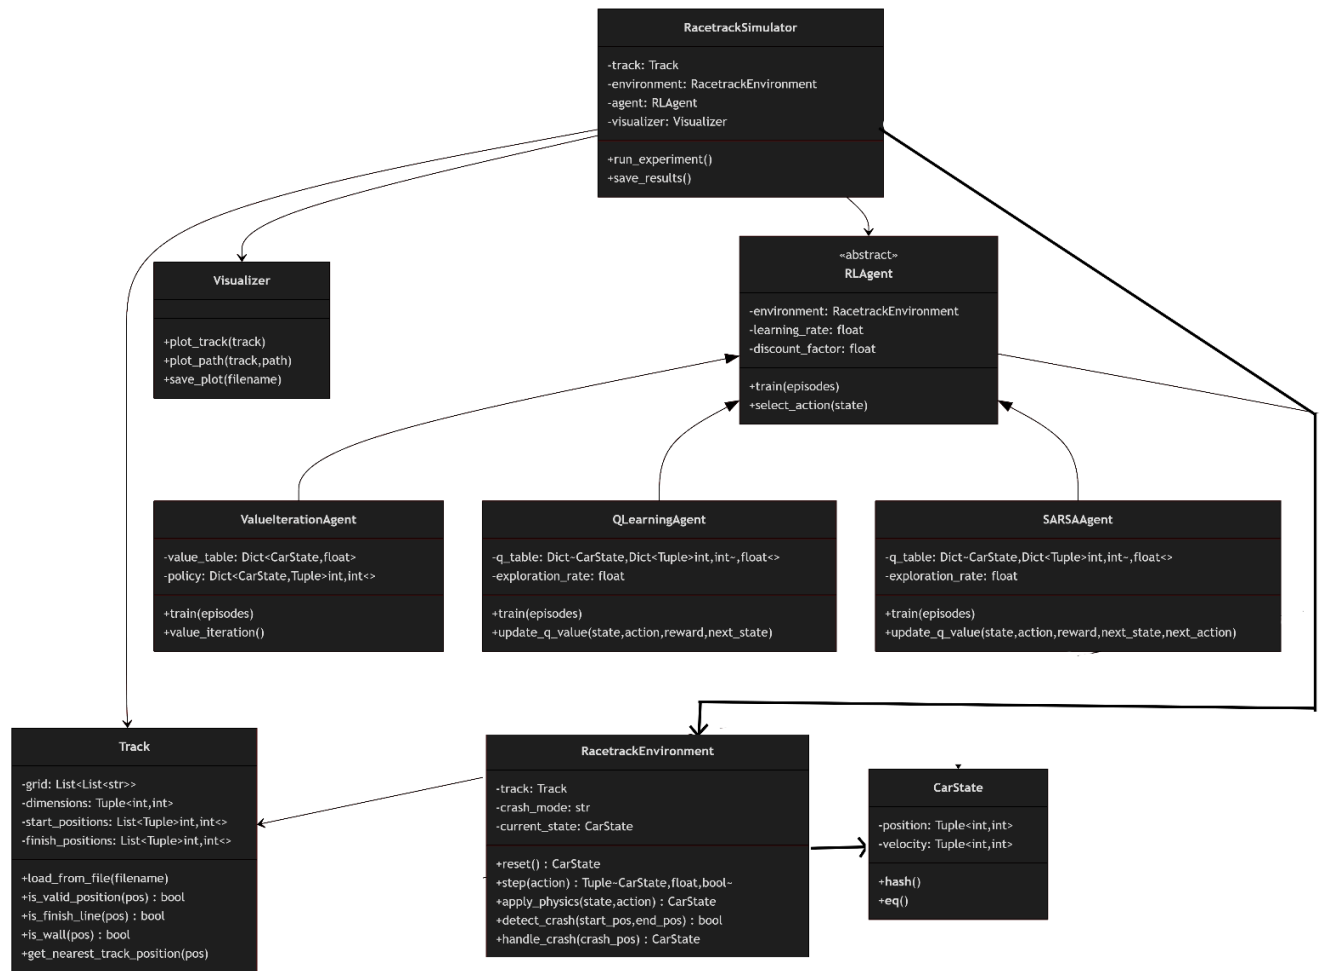 RacetrackSimulator
-track: Track
-environment: RacetrackEnvironment
-agent: RLAgent
-visualizer: Visualizer
+run_experiment()
+save_results()
Visualizer
+plot_track(track)
+plot_path(track,path)
+save_plot(filename)
«abstract»
RLAgent
-environment: RacetrackEnvironment
-learning_rate: float
-discount_factor: float
+train(episodes)
+select_action(state)
ValueIterationAgent
-value_table: Dict<CarState,float>
-policy: Dict<CarState,Tuple>int,int<>
+train(episodes)
+value_iteration()
QLearningAgent
-q_table: Dict~CarState,Dict<Tuple>int,int~,float<>
-exploration_rate: float
+train(episodes)
+update_q_value(state,action,reward,next_state)
SARSAAgent
-q_table: Dict~CarState,Dict<Tuple>int,int~,float<>
-exploration_rate: float
+train(episodes)
+update_q_value(state,action,reward,next_state,next_action)
Track
-grid: List<List<str>>
-dimensions: Tuple<int,int>
-start_positions: List<Tuple>int,int<>
-finish_positions: List<Tuple>int,int<>
+load_from_file(filename)
+is_valid_position(pos) : bool
+is_finish_line(pos) : bool
+is_wall(pos) : bool
+get_nearest_track_position(pos)
RacetrackEnvironment
-track: Track
-crash_mode: str
-current_state: CarState
+reset() : CarState
+step(action) : Tuple~CarState,float,bool~
+apply_physics(state,action) : CarState
+detect_crash(start_pos,end_pos) : bool
+handle_crash(crash_pos) : CarState
CarState
-position: Tuple<int,int>
-velocity: Tuple<int,int>
+hash()
+eq()